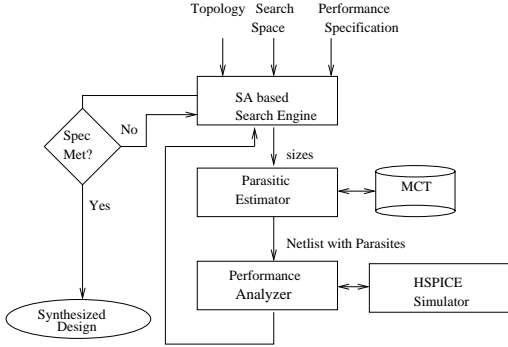 Topology Search Performance
Space Specification
SA based
Search Engine
Spec
Met?
No
sizes
Yes
Parasitic
Estimator
MCT
Netlist with Parasites
Performance
Analyzer
HSPICE
Simulator
Synthesized
Design